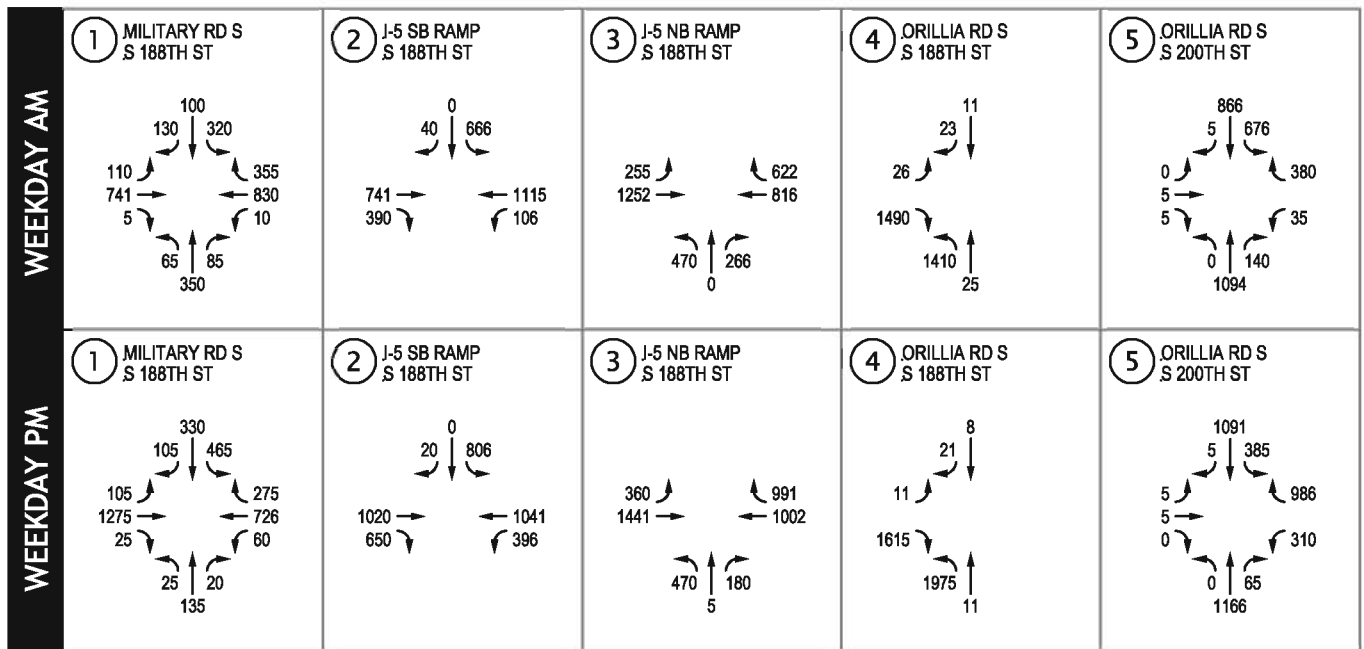 WEEKDAY AM
1 MILITARY RD S
S 188TH ST
100
130 320
110 355
741 830
5 10
65 85
350
2 I-5 SB RAMP
S 188TH ST
0
40 666
741 1115
390 106
3 I-5 NB RAMP
S 188TH ST
255 622
1252 816
470 266
0
4 ORILLIA RD S
S 188TH ST
11
23
26
1490
1410
25
5 ORILLIA RD S
S 200TH ST
866
5 676
0 380
5
5 35
0 140
1094
WEEKDAY PM
1 MILITARY RD S
S 188TH ST
330
105 465
105 275
1275 726
25 60
25 20
135
2 I-5 SB RAMP
S 188TH ST
0
20 806
1020 1041
650 396
3 I-5 NB RAMP
S 188TH ST
360 991
1441 1002
470 180
5
4 ORILLIA RD S
S 188TH ST
8
21
11
1615
1975
11
5 ORILLIA RD S
S 200TH ST
1091
5 385
5 986
5
0 310
0 65
1166